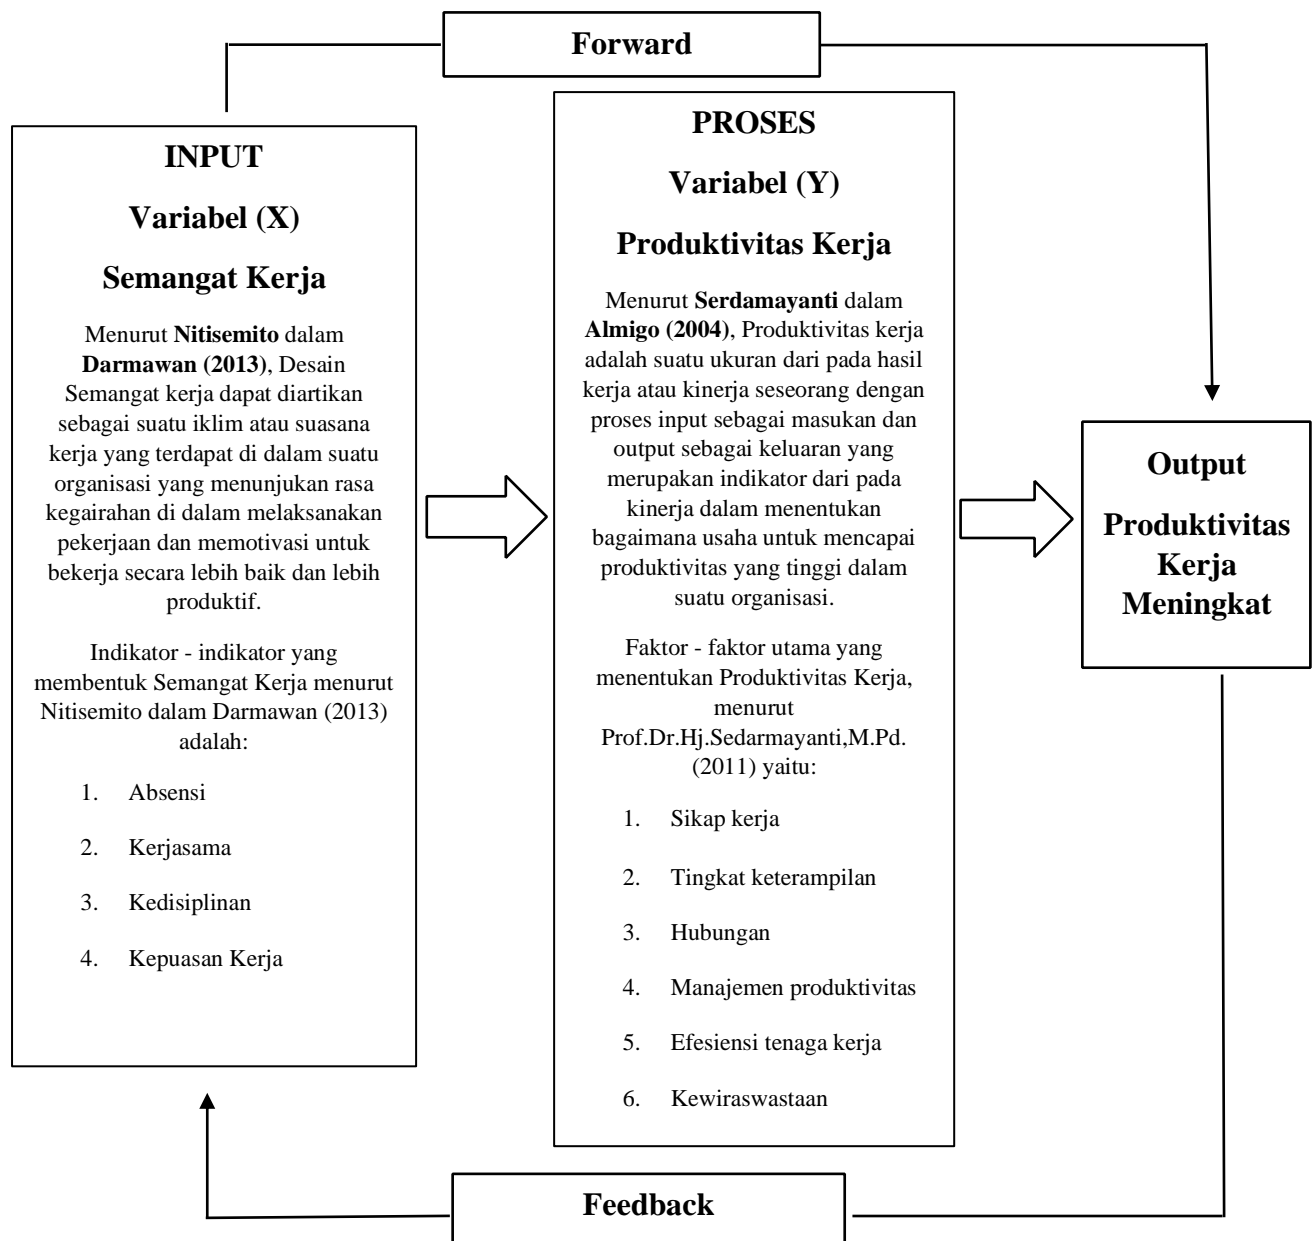 Forward
INPUT
Variabel (X)
Semangat Kerja
Menurut Nitisemito dalam
Darmawan (2013), Desain
Semangat kerja dapat diartikan
sebagai suatu iklim atau suasana
kerja yang terdapat di dalam suatu
organisasi yang menunjukan rasa
kegairahan di dalam melaksanakan
pekerjaan dan memotivasi untuk
bekerja secara lebih baik dan lebih
produktif.
Indikator - indikator yang
membentuk Semangat Kerja menurut
Nitisemito dalam Darmawan (2013)
adalah:
1. Absensi
2. Kerjasama
3. Kedisiplinan
4. Kepuasan Kerja
PROSES
Variabel (Y)
Produktivitas Kerja
Menurut Serdamayanti dalam
Almigo (2004), Produktivitas kerja
adalah suatu ukuran dari pada hasil
kerja atau kinerja seseorang dengan
proses input sebagai masukan dan
output sebagai keluaran yang
merupakan indikator dari pada
kinerja dalam menentukan
bagaimana usaha untuk mencapai
produktivitas yang tinggi dalam
suatu organisasi.
Faktor - faktor utama yang
menentukan Produktivitas Kerja,
menurut
Prof.Dr.Hj.Sedarmayanti,M.Pd.
(2011) yaitu:
1. Sikap kerja
2. Tingkat keterampilan
3. Hubungan
4. Manajemen produktivitas
5. Efesiensi tenaga kerja
6. Kewiraswastaan
Output
Produktivitas
Kerja
Meningkat
Feedback